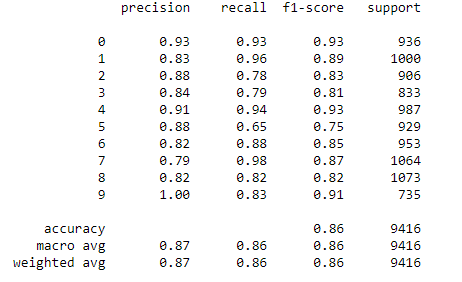 precision recall f1-score support
0 0.93 0.93 0.93 936
1 0.83 0.96 0.89 1000
2 0.88 0.78 0.83 906
3 0.84 0.79 0.81 833
4 0.91 0.94 0.93 987
5 0.88 0.65 0.75 929
6 0.82 0.88 0.85 953
7 0.79 0.98 0.87 1064
8 0.82 0.82 0.82 1073
9 1.00 0.83 0.91 735
accuracy 0.86 9416
macro avg 0.87 0.86 0.86 9416
weighted avg 0.87 0.86 0.86 9416